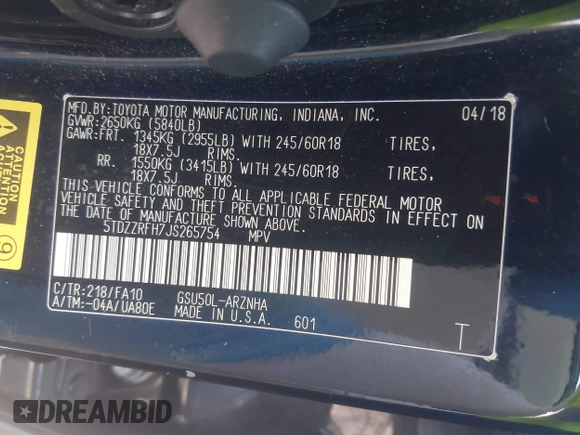 MFD.BY:TOYOTA MOTOR MANUFACTURING, INDIANA, INC. 04/18
GVWR:2650KG (5840LB)
GAWR:FRT. 1345KG (2955LB) WITH 245/60R18 TIRES,
18X7.5J RIMS.
RR. 1550KG (3415LB) WITH 245/60R18 TIRES,
18X7.5J RIMS.
THIS VEHICLE CONFORMS TO ALL APPLICABLE FEDERAL MOTOR
VEHICLE SAFETY AND THEFT PREVENTION STANDARDS IN EFFECT ON
THE DATE OF MANUFACTURE SHOWN ABOVE.
5TDZZRFH7JS265754 MPV
C/TR:218/FA10 GSU50L-ARZNHA
A/TM:-04A/UA80E MADE IN U.S.A. 601
T
CAUTION
ATTENTION
9
DREAMBID